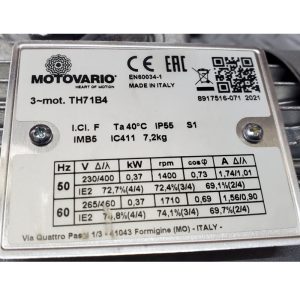 MOTOVARIO®
HEART OF MOTION
CE EAC
EN60034-1
MADE IN ITALY
3~mot. TH71B4
8917516-071 2021
I.Cl. F Ta 40°C IP55 S1
IMB5 IC411 7,2kg
Hz V Δ/⅄ kW rpm cosφ A Δ/⅄
50 230/400 0,37 1400 0,73 1,74/1,01
IE2 72,7%(4/4) 72,4%(3/4) 69,1%(2/4)
60 265/460 0,37 1710 0,69 1,56/0,90
IE2 74,8%(4/4) 74,1%(3/4) 69,7%(2/4)
Via Quattro Passi 1/3 - 41043 Formigine (MO) - ITALY -